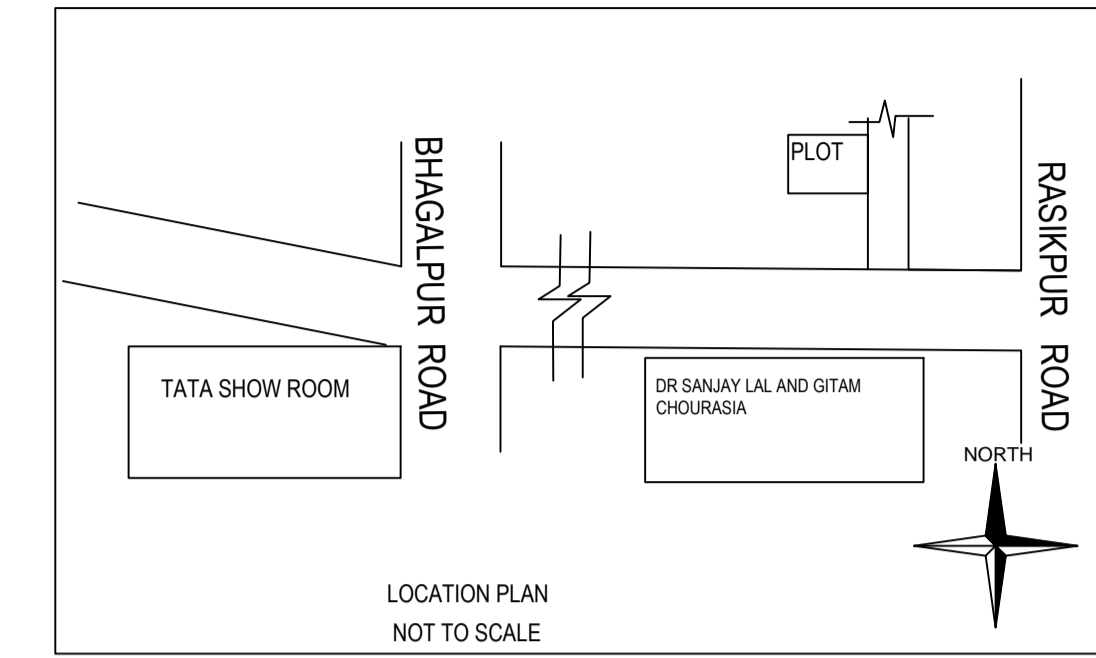 BHAGALPUR ROAD
PLOT
RASIKPUR ROAD
TATA SHOW ROOM
DR SANJAY LAL AND GITAM
CHOURASIA
NORTH
LOCATION PLAN
NOT TO SCALE